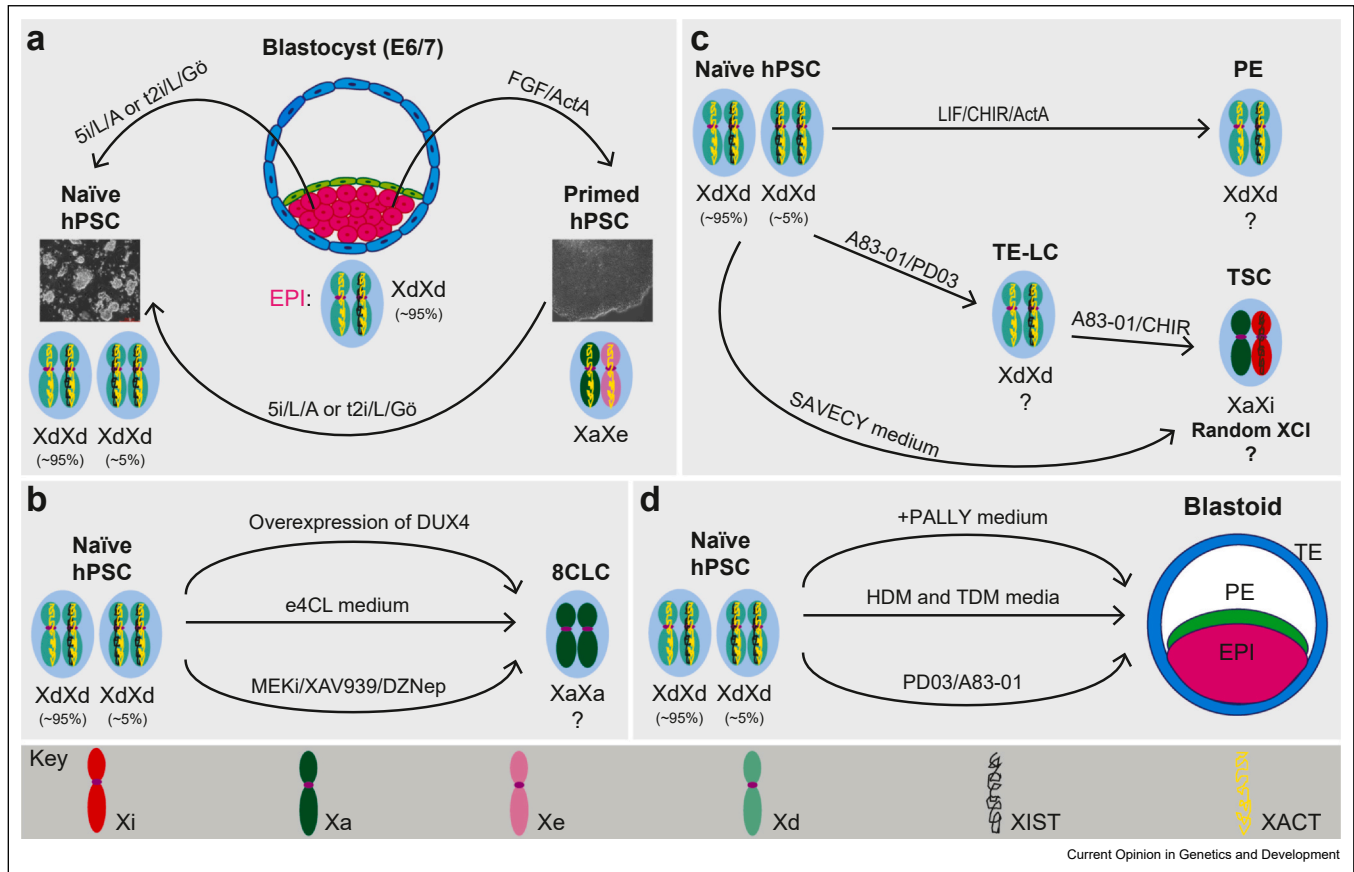 a
Blastocyst (E6/7)
5i/L/A or t2i/L/Gö
FGF/ActA
Naïve
hPSC
Primed
hPSC
EPI:
XdXd
(~95%)
XdXd
(~95%)
XdXd
(~5%)
5i/L/A or t2i/L/Gö
XaXe
c
Naïve hPSC
PE
LIF/CHIR/ActA
XdXd
(~95%)
XdXd
(~5%)
XdXd
?
A83-01/PD03
TE-LC
TSC
A83-01/CHIR
XdXd
?
SAVECY medium
XaXi
Random XCI
?
b
Naïve
hPSC
Overexpression of DUX4
8CLC
e4CL medium
MEKi/XAV939/DZNep
XdXd
(~95%)
XdXd
(~5%)
XaXa
?
d
Naïve
hPSC
+PALLY medium
Blastoid
TE
HDM and TDM media
PE
EPI
PD03/A83-01
XdXd
(~95%)
XdXd
(~5%)
Key
Xi
Xa
Xe
Xd
XIST
XACT
Current Opinion in Genetics and Development